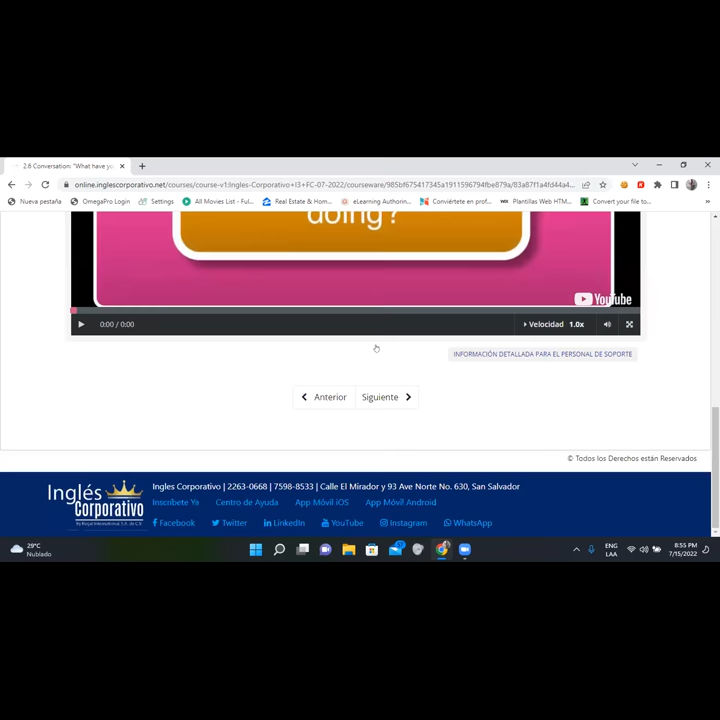 2.6 Conversation: "What have yo
online.inglescorporativo.net/courses/course-v1:Ingles-Corporativo+I3+FC-07-2022/courseware/985bf675417345a1911596794fbe879a/83a87f1a4fd44a4...
Nueva pestaña OmegaPro Login Settings All Movies List - Ful... Real Estate & Home... eLearning Authorin... Conviértete en prof... Plantillas Web HTM... Convert your file to... »
doing?
YouTube
0:00 / 0:00 Velocidad 1.0x
INFORMACIÓN DETALLADA PARA EL PERSONAL DE SOPORTE
Anterior Siguiente
© Todos los Derechos están Reservados
Inglés Corporativo
by Royal International S.A. de C.V.
Ingles Corporativo | 2263-0668 | 7598-8533 | Calle El Mirador y 93 Ave Norte No. 630, San Salvador
Inscríbete Ya Centro de Ayuda App Móvil iOS App Móvil Android
Facebook Twitter LinkedIn YouTube Instagram WhatsApp
29°C
Nublado
ENG
LAA
8:55 PM
7/15/2022